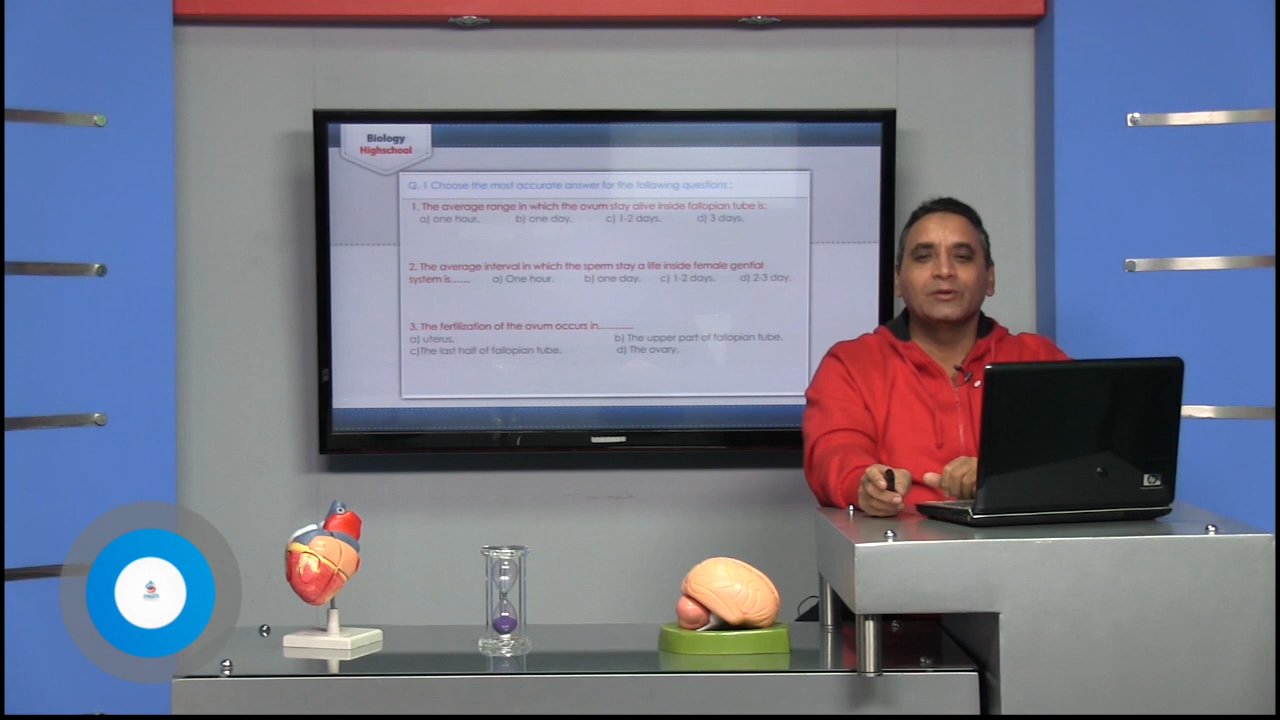 Biology
Highschool
Q. 1 Choose the most accurate answer for the following questions :
1. The average range in which the ovum stay alive inside fallopian tube is:
a) one hour. b) one day. c) 1-2 days. d) 3 days.
2. The average interval in which the sperm stay a life inside female gential
system is....... a) One hour. b) one day. c) 1-2 days. d) 2-3 day.
3. The fertilization of the ovum occurs in............
a) uterus. b) The upper part of fallopian tube.
c)The last half of fallopian tube. d) The ovary.
hp